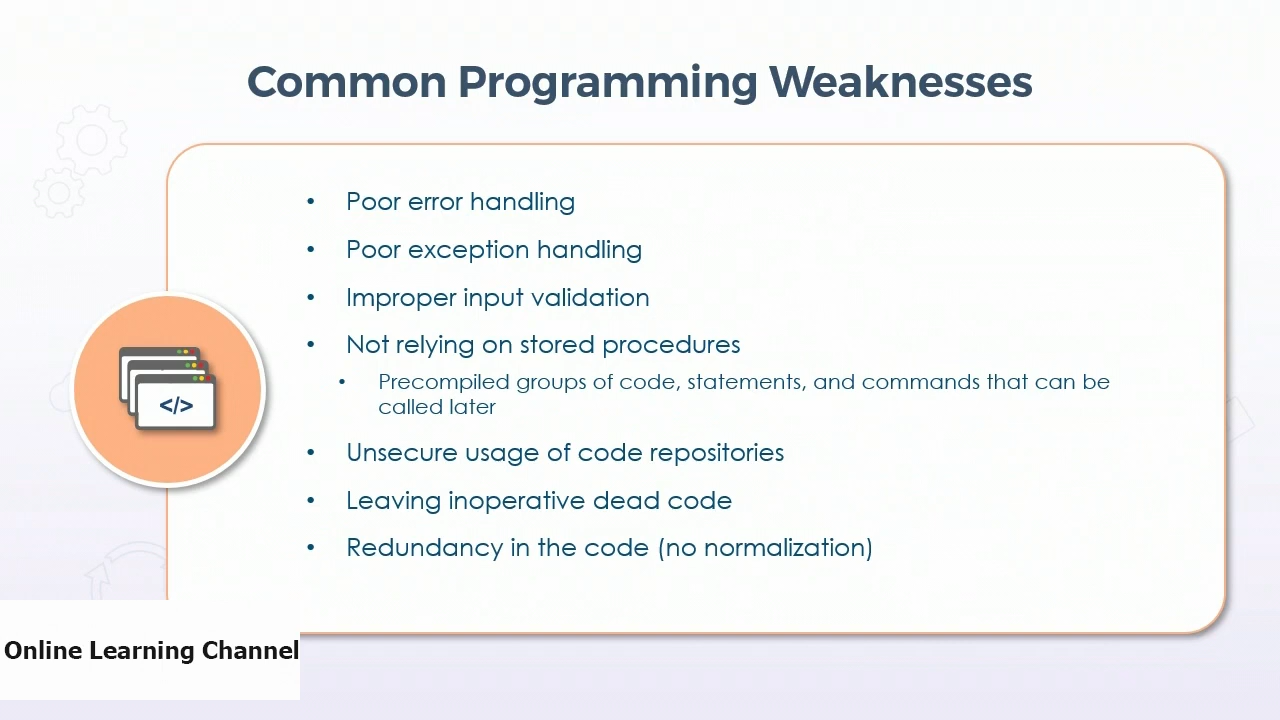 Common Programming Weaknesses
• Poor error handling
• Poor exception handling
• Improper input validation
• Not relying on stored procedures
• Precompiled groups of code, statements, and commands that can be
called later
• Unsecure usage of code repositories
• Leaving inoperative dead code
• Redundancy in the code (no normalization)
</>
Online Learning Channel